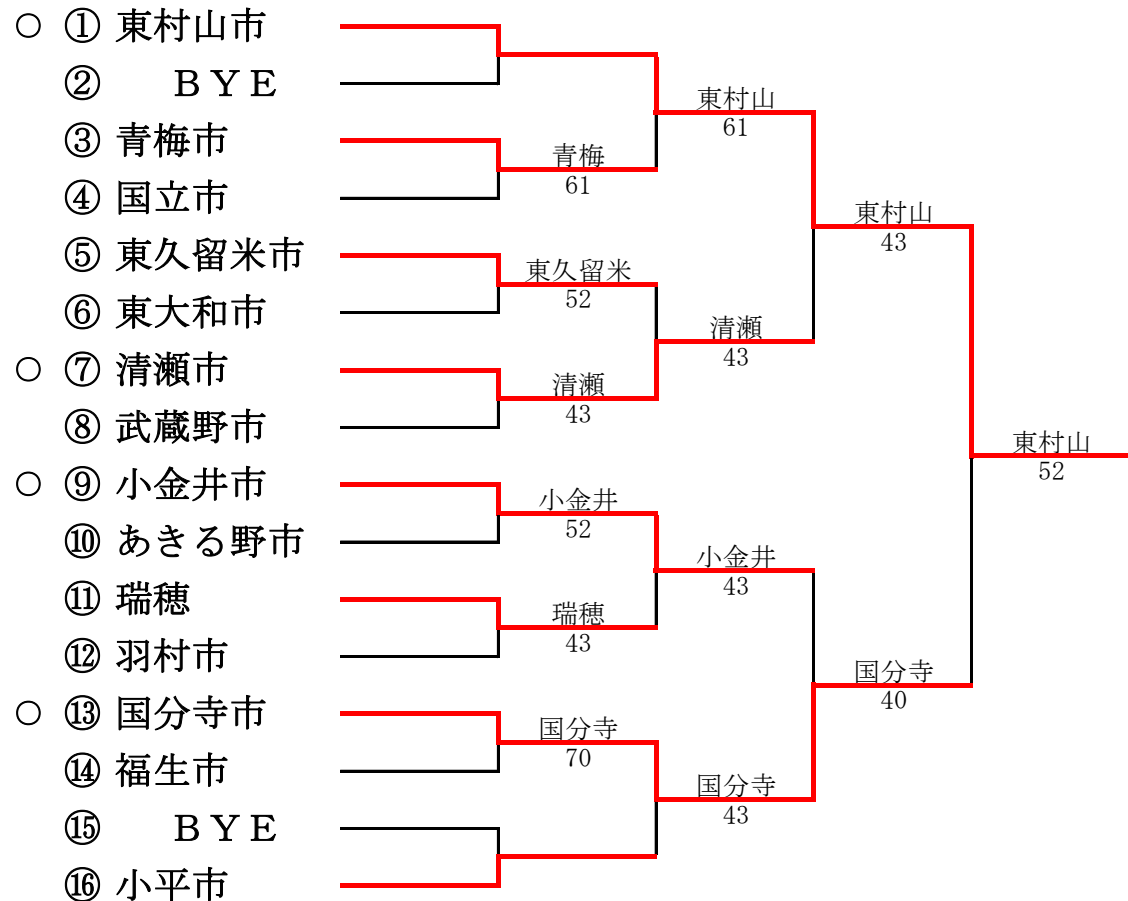 ○ ① 東村山市
② ＢＹＥ
③ 青梅市
④ 国立市
⑤ 東久留米市
⑥ 東大和市
○ ⑦ 清瀬市
⑧ 武蔵野市
○ ⑨ 小金井市
⑩ あきる野市
⑪ 瑞穂
⑫ 羽村市
○ ⑬ 国分寺市
⑭ 福生市
⑮ ＢＹＥ
⑯ 小平市
青梅
61
東久留米
52
清瀬
43
小金井
52
瑞穂
43
国分寺
70
東村山
61
清瀬
43
小金井
43
国分寺
43
東村山
43
国分寺
40
東村山
52